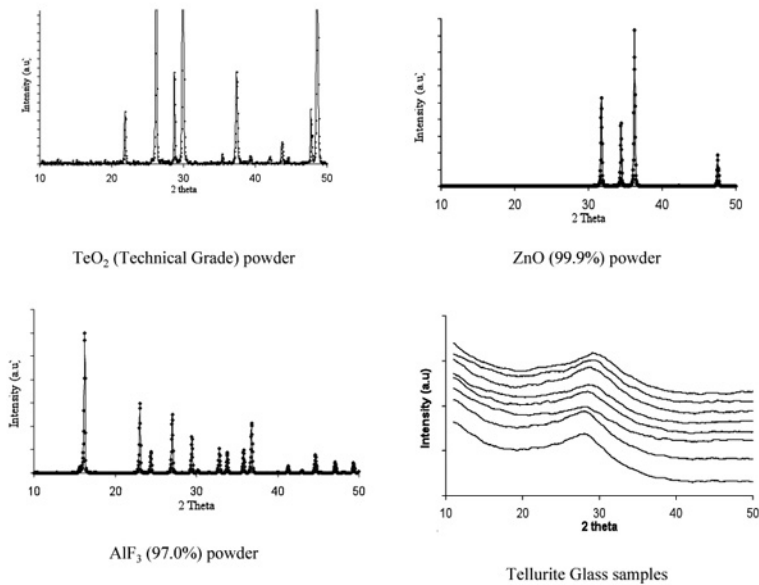 Intensity (a.u)
10 20 30 40 50
2 theta
TeO2 (Technical Grade) powder
Intensity (a.u)
10 20 30 40 50
2 Theta
ZnO (99.9%) powder
Intensity (a.u)
10 20 30 40 50
2 Theta
AlF3 (97.0%) powder
Intensity (a.u)
10 20 30 40 50
2 theta
Tellurite Glass samples